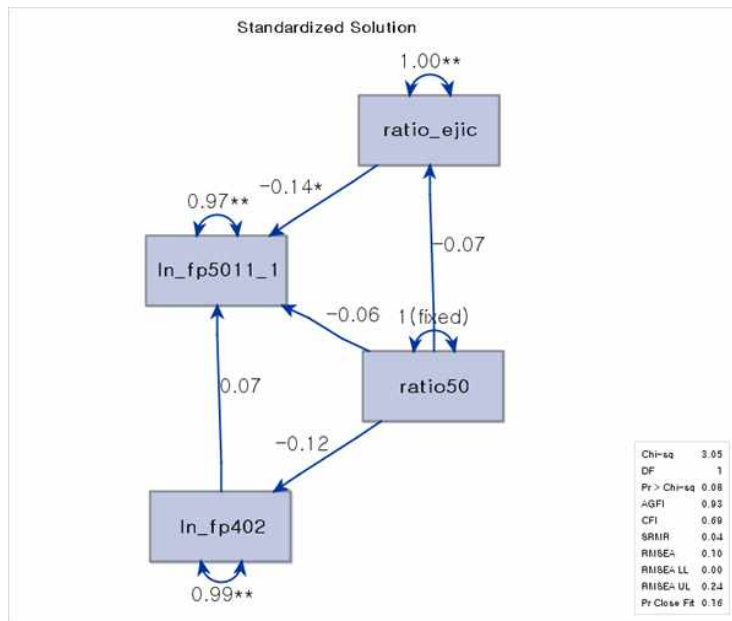 Standardized Solution
1.00**
ratio_ejic
-0.14*
0.97**
ln_fp5011_1
-0.07
-0.06
1(fixed)
ratio50
0.07
-0.12
ln_fp402
0.99**
Chi-sq 3.05
DF 1
Pr > Chi-sq 0.08
AGFI 0.93
CFI 0.69
SRMR 0.04
RMSEA 0.10
RMSEA LL 0.00
RMSEA UL 0.24
Pr Close Fit 0.16